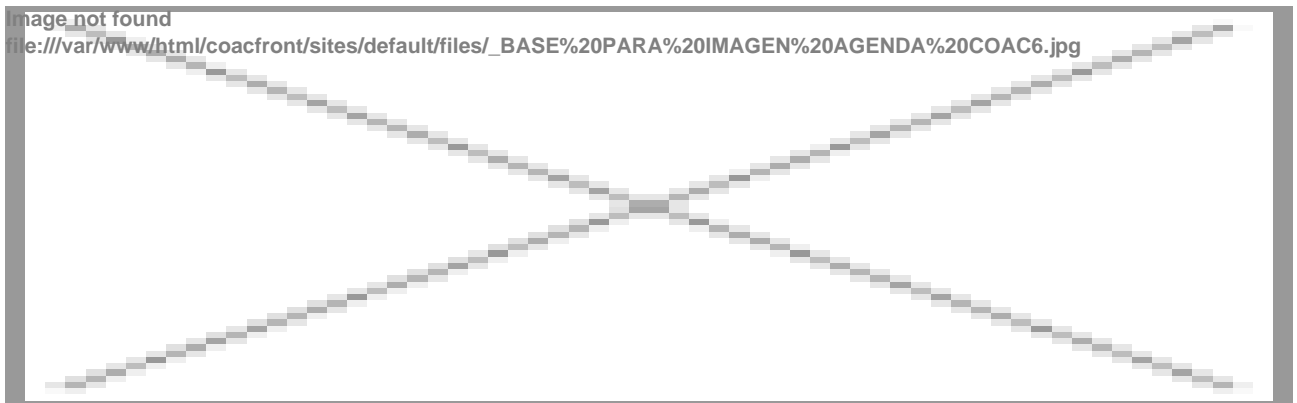 Image not found
file:///var/www/html/coacfront/sites/default/files/_BASE%20PARA%20IMAGEN%20AGENDA%20COAC6.jpg